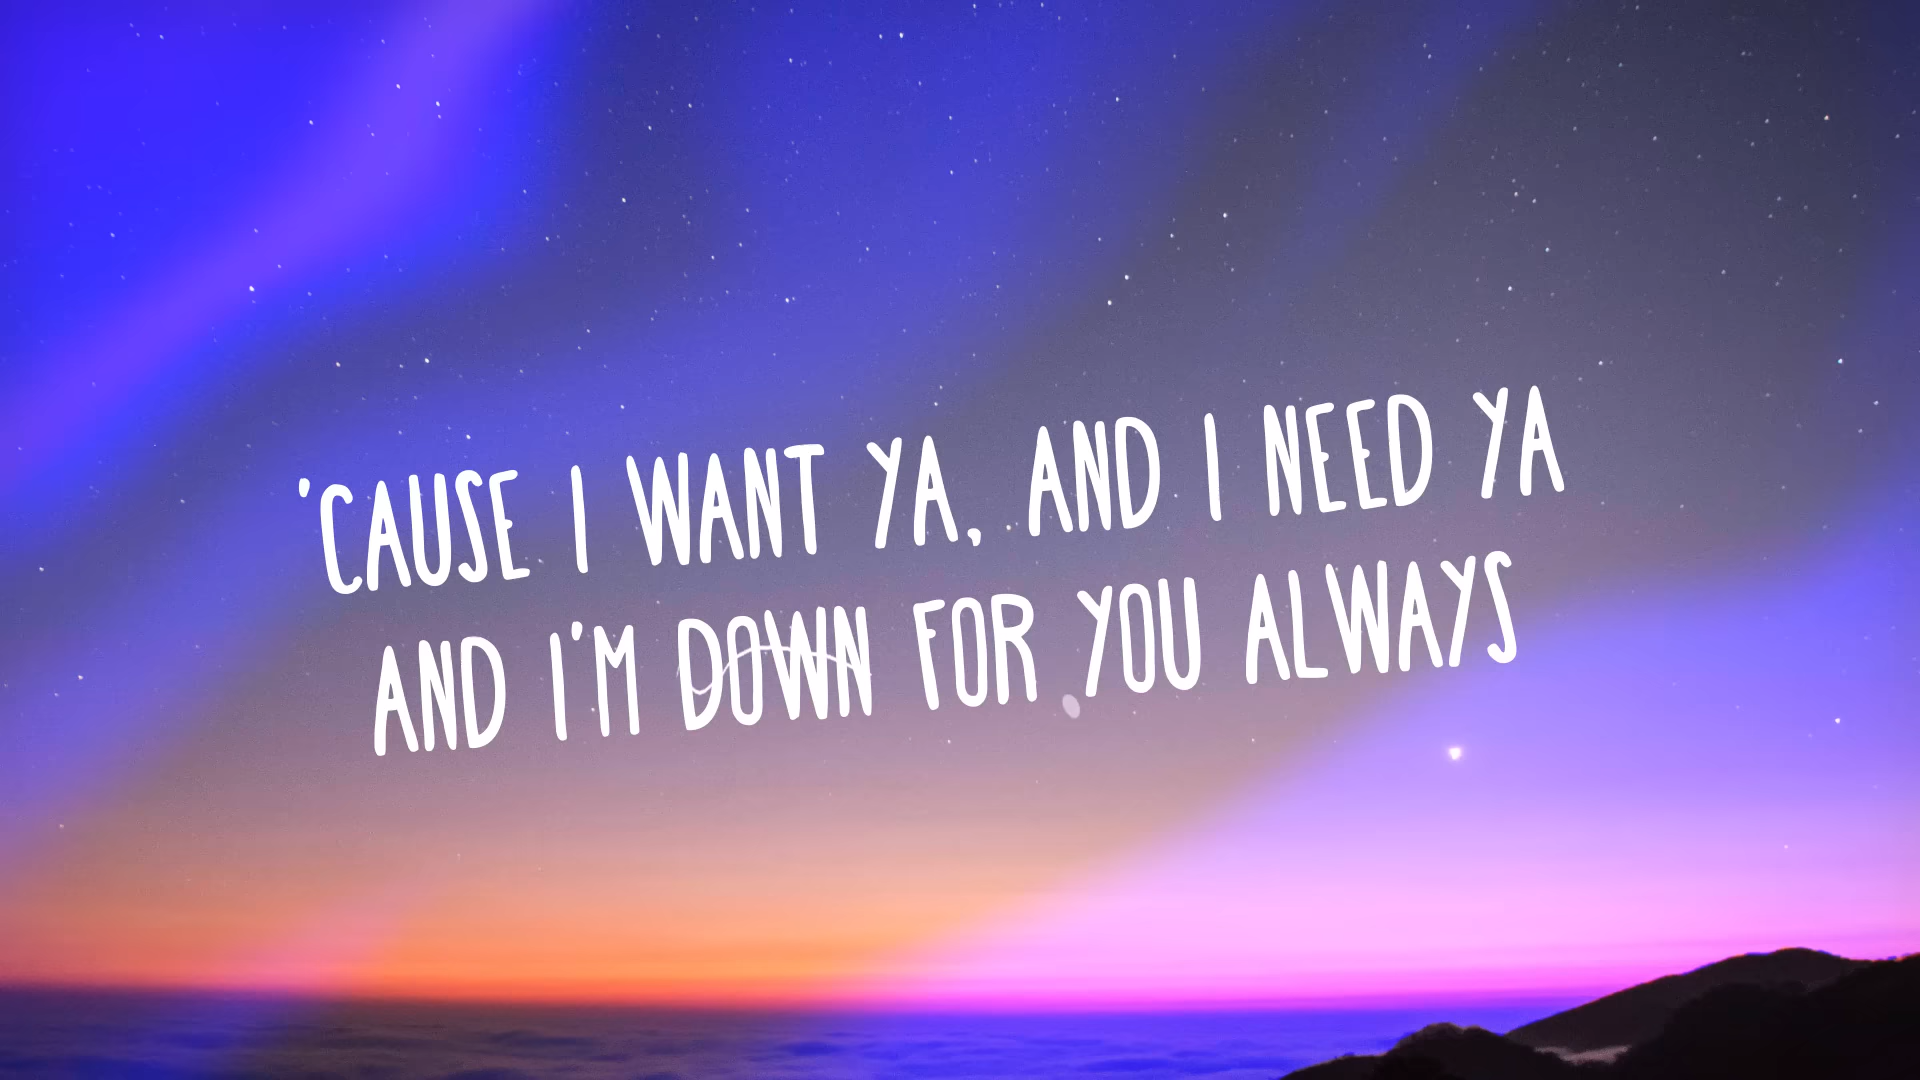 'CAUSE I WANT YA, AND I NEED YA
AND I'M DOWN FOR YOU ALWAYS